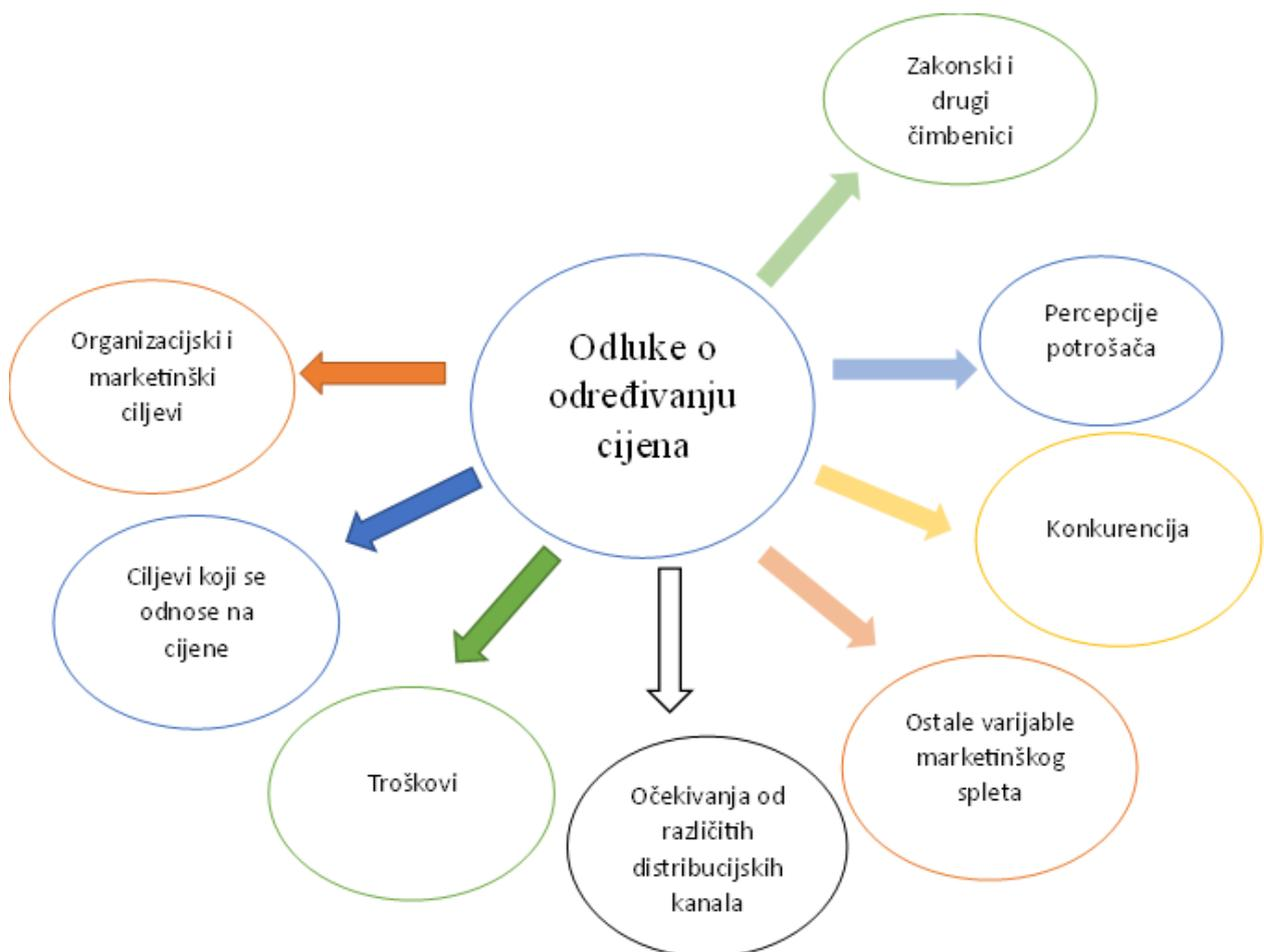 Zakonski i
drugi
čimbenici
Percepcije
potrošača
Organizacijski i
marketinški
ciljevi
Odluke o
određivanju
cijena
Konkurencija
Ciljevi koji se
odnose na
cijene
Ostale varijable
marketinškog
spleta
Troškovi
Očekivanja od
različitih
distribucijskih
kanala